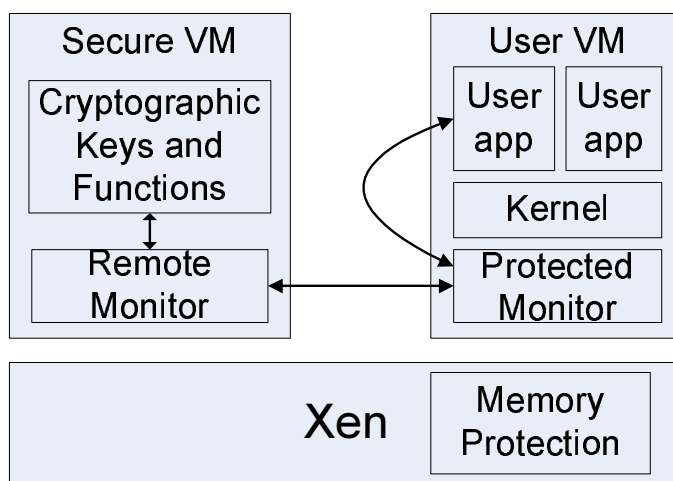 Secure VM
Cryptographic
Keys and
Functions
Remote
Monitor
User VM
User
app
User
app
Kernel
Protected
Monitor
Xen
Memory
Protection